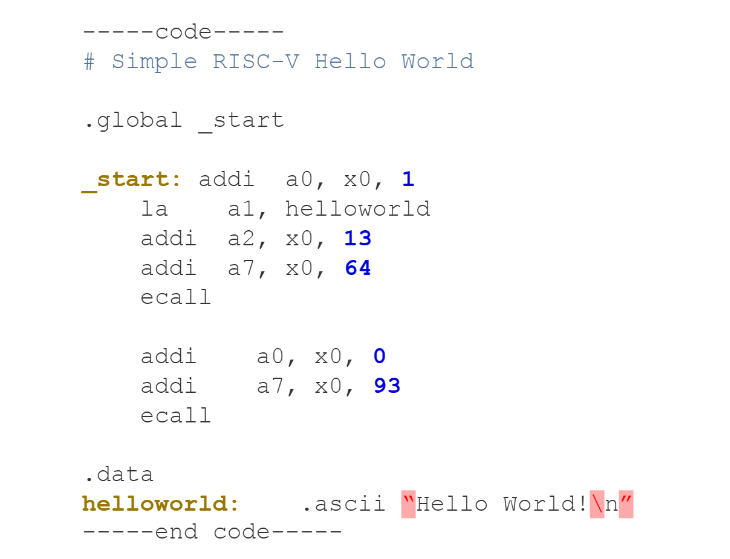 -----code-----
# Simple RISC-V Hello World
.global _start
_start: addi  a0, x0, 1
    la    a1, helloworld
    addi  a2, x0, 13
    addi  a7, x0, 64
    ecall
    addi    a0, x0, 0
    addi    a7, x0, 93
    ecall
.data
helloworld:    .ascii “Hello World!\n”
-----end code-----